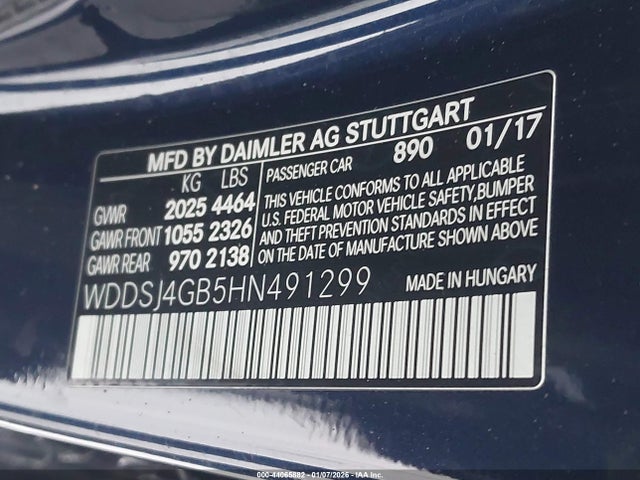 MFD BY DAIMLER AG STUTTGART 01/17
KG LBS
GVWR 2025 4464
GAWR FRONT 1055 2326
GAWR REAR 970 2138
PASSENGER CAR 890
THIS VEHICLE CONFORMS TO ALL APPLICABLE
U.S. FEDERAL MOTOR VEHICLE SAFETY,BUMPER
AND THEFT PREVENTION STANDARDS IN EFFECT
ON THE DATE OF MANUFACTURE SHOWN ABOVE
WDDSJ4GB5HN491299 MADE IN HUNGARY
000-44065882 - 01/07/2026 - IAA Inc.